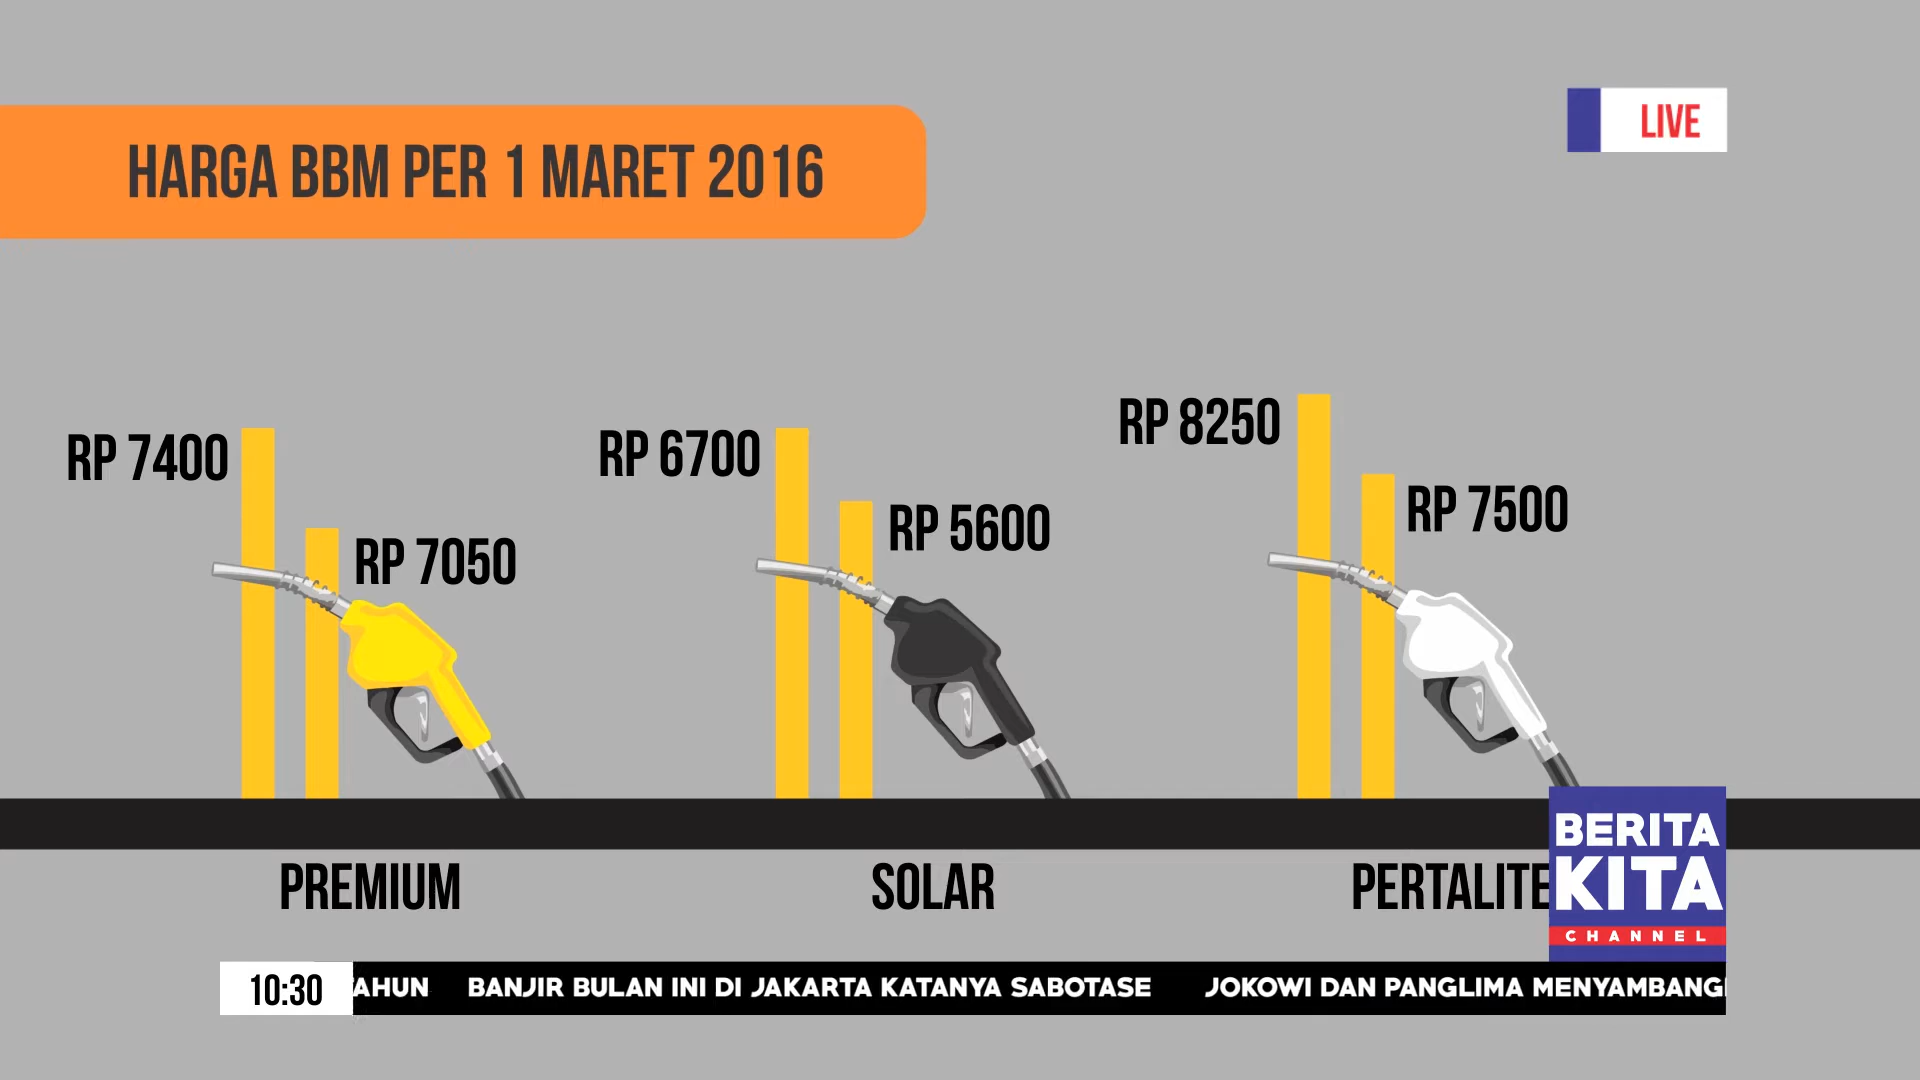 LIVE
HARGA BBM PER 1 MARET 2016
RP 7400
RP 7050
RP 6700
RP 5600
RP 8250
RP 7500
PREMIUM
SOLAR
PERTALITE
BERITA
KITA
CHANNEL
10:30
AHUN BANJIR BULAN INI DI JAKARTA KATANYA SABOTASE JOKOWI DAN PANGLIMA MENYAMBANGI